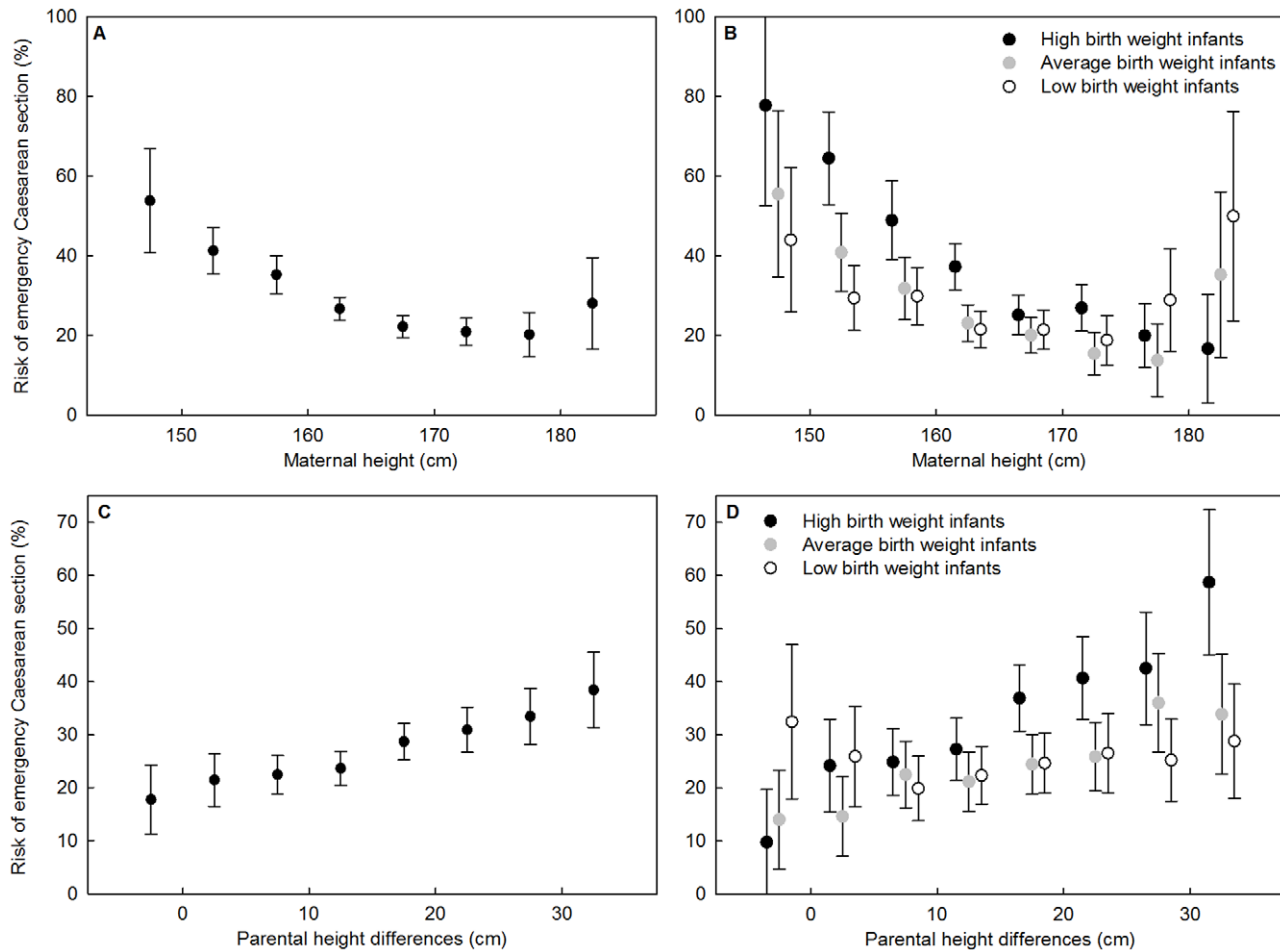 A
Risk of emergency Caesarean section (%)
100
80
60
40
20
0
150
160
170
180
Maternal height (cm)
B
High birth weight infants
Average birth weight infants
Low birth weight infants
100
80
60
40
20
0
150
160
170
180
Maternal height (cm)
C
Risk of emergency Caesarean section (%)
70
60
50
40
30
20
10
0
0
10
20
30
Parental height differences (cm)
D
High birth weight infants
Average birth weight infants
Low birth weight infants
70
60
50
40
30
20
10
0
0
10
20
30
Parental height differences (cm)